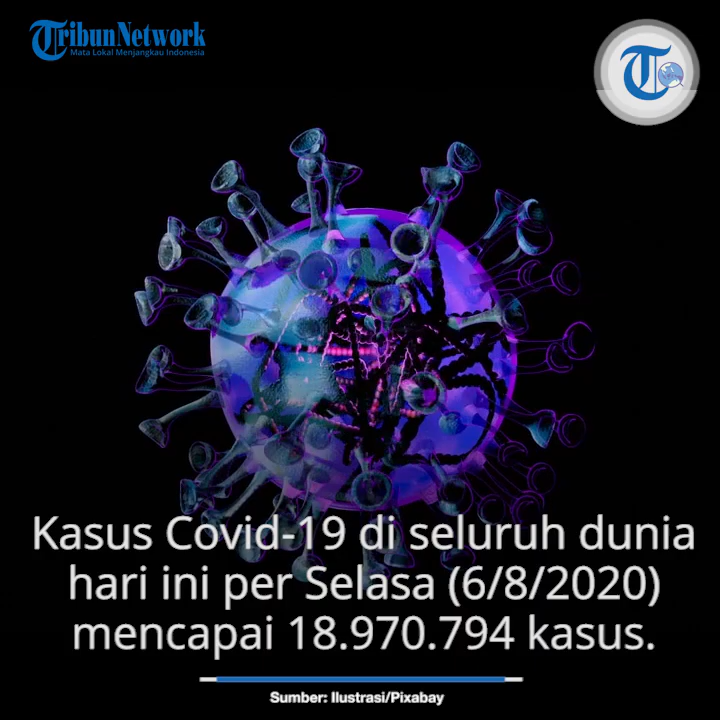 TribunNetwork
Mata Lokal Menjangkau Indonesia
T
Kasus Covid-19 di seluruh dunia
hari ini per Selasa (6/8/2020)
mencapai 18.970.794 kasus.
Sumber: Ilustrasi/Pixabay